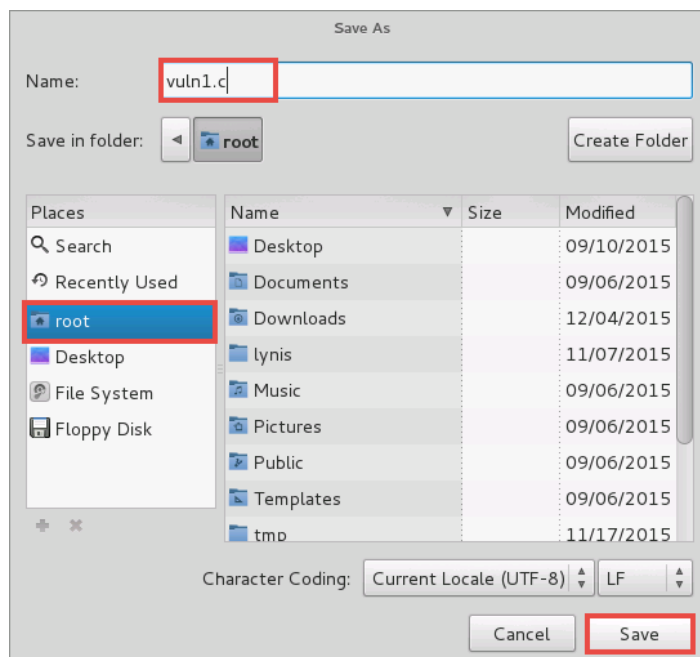 Save As
Name: vuln1.c
Save in folder: root Create Folder
Places Name Size Modified
Search Desktop 09/10/2015
Recently Used Documents 09/06/2015
root Downloads 12/04/2015
Desktop lynis 11/07/2015
File System Music 09/06/2015
Floppy Disk Pictures 09/06/2015
Public 09/06/2015
Templates 09/06/2015
tmp 11/17/2015
Character Coding: Current Locale (UTF-8) LF
Cancel Save